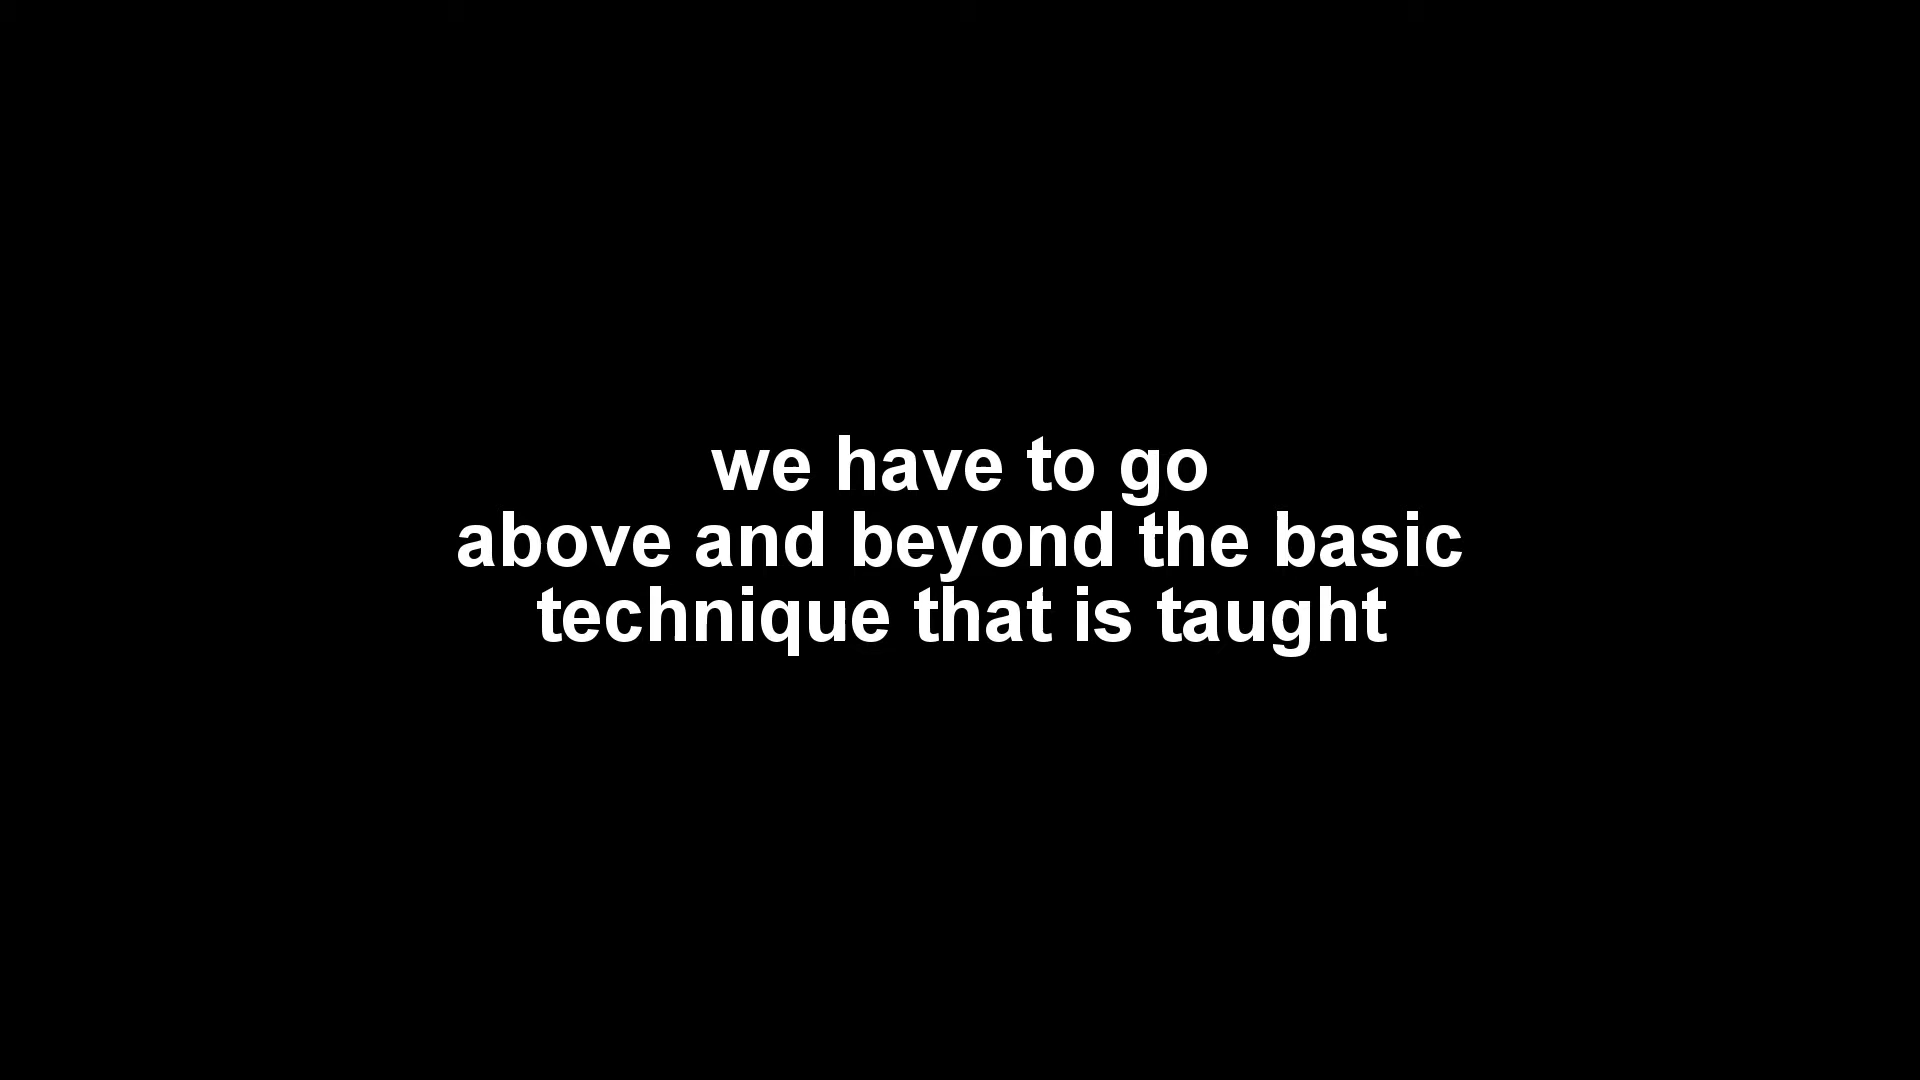 we have to go
above and beyond the basic
technique that is taught